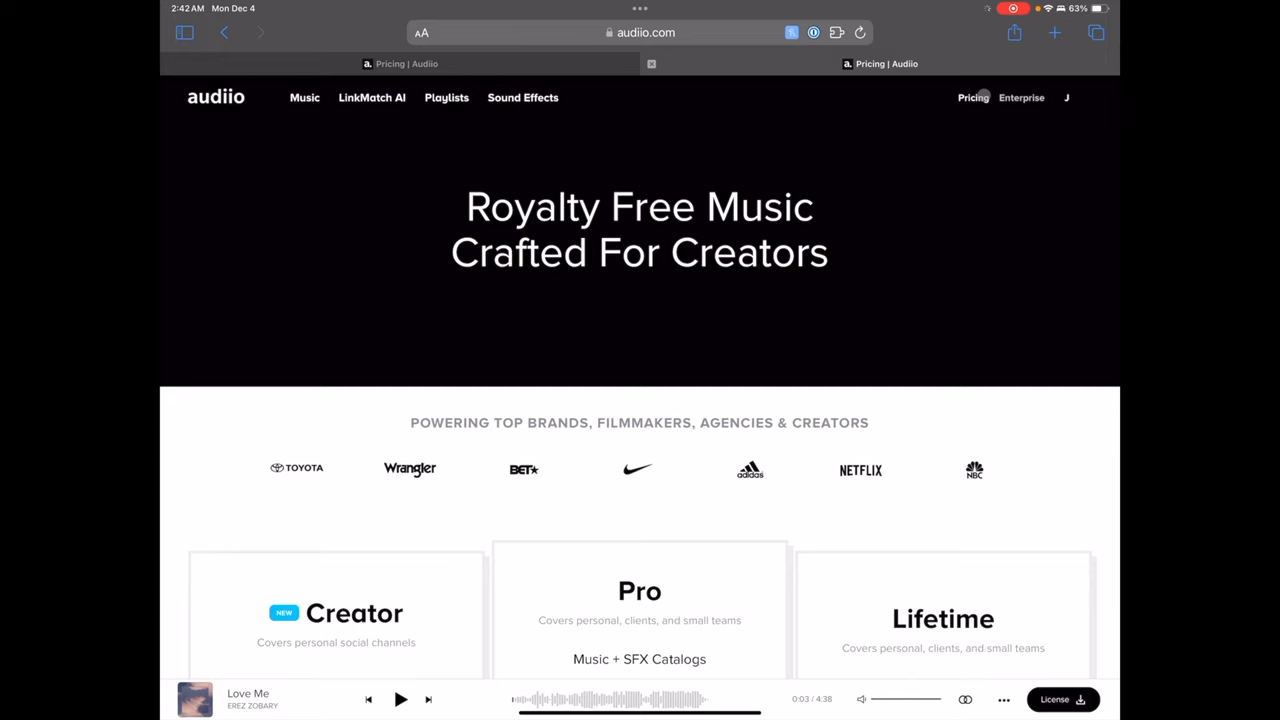 2:42 AM Mon Dec 4
63%
AA
audiio.com
a. Pricing | Audiio
a. Pricing | Audiio
audiio Music LinkMatch AI Playlists Sound Effects Pricing Enterprise J
Royalty Free Music
Crafted For Creators
POWERING TOP BRANDS, FILMMAKERS, AGENCIES & CREATORS
TOYOTA Wrangler BET adidas NETFLIX NBC
NEW Creator
Covers personal social channels
Pro
Covers personal, clients, and small teams
Music + SFX Catalogs
Lifetime
Covers personal, clients, and small teams
Love Me
EREZ ZOBARY
0:03 / 4:38
License